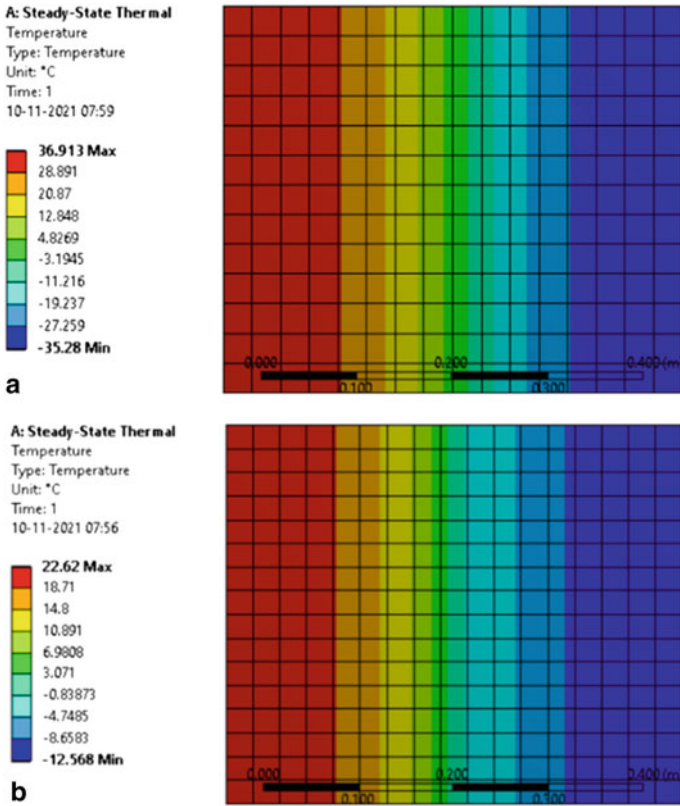 A: Steady-State Thermal
Temperature
Type: Temperature
Unit: °C
Time: 1
10-11-2021 07:59
36.913 Max
28.891
20.87
12.848
4.8269
-3.1945
-11.216
-19.237
-27.259
-35.28 Min
0.000
0.200
0.400 (m
0.100
0.300
a
A: Steady-State Thermal
Temperature
Type: Temperature
Unit: °C
Time: 1
10-11-2021 07:56
22.62 Max
18.71
14.8
10.891
6.9808
3.071
-0.83873
-4.7485
-8.6583
-12.568 Min
0.000
0.200
0.400 (m
0.100
0.300
b